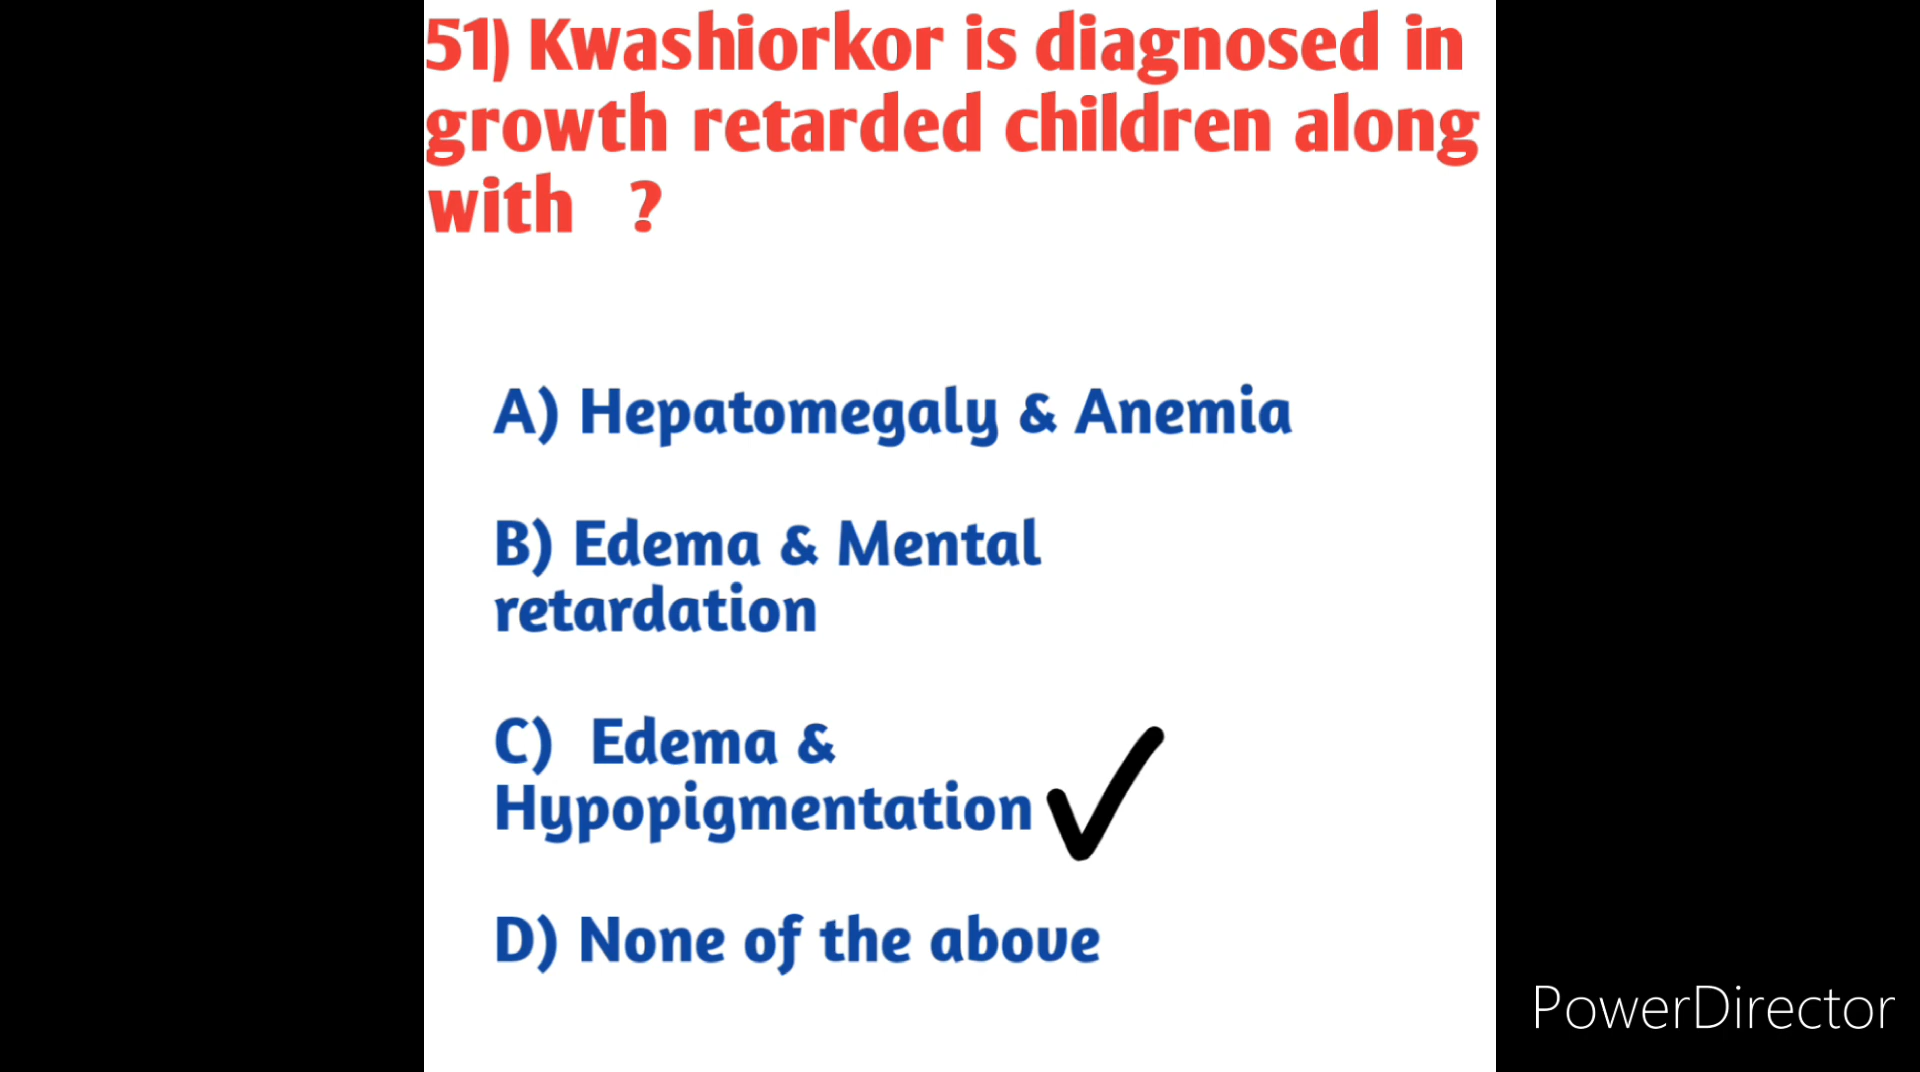 51) Kwashiorkor is diagnosed in
growth retarded children along
with ?
A) Hepatomegaly & Anemia
B) Edema & Mental
retardation
C) Edema &
Hypopigmentation
D) None of the above
PowerDirector